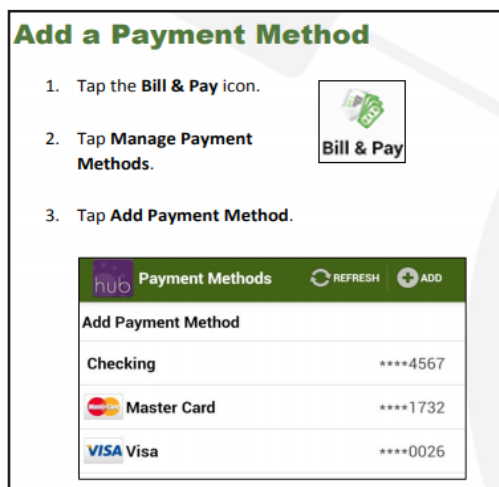 Add a Payment Method
1. Tap the Bill & Pay icon.
Bill & Pay
2. Tap Manage Payment
Methods.
3. Tap Add Payment Method.
hub Payment Methods REFRESH ADD
Add Payment Method
Checking ****4567
MasterCard Master Card ****1732
VISA Visa ****0026